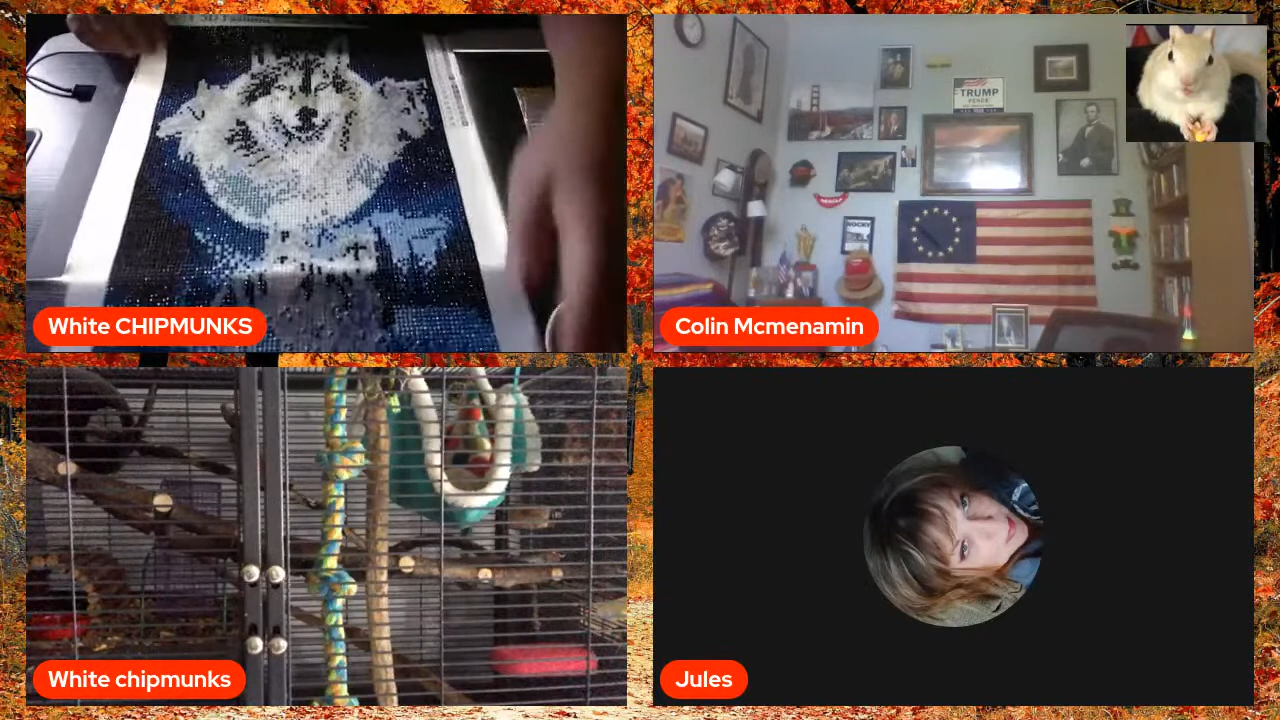 TRUMP
PENCE
ROCKY
White CHIPMUNKS
Colin Mcmenamin
White chipmunks
Jules